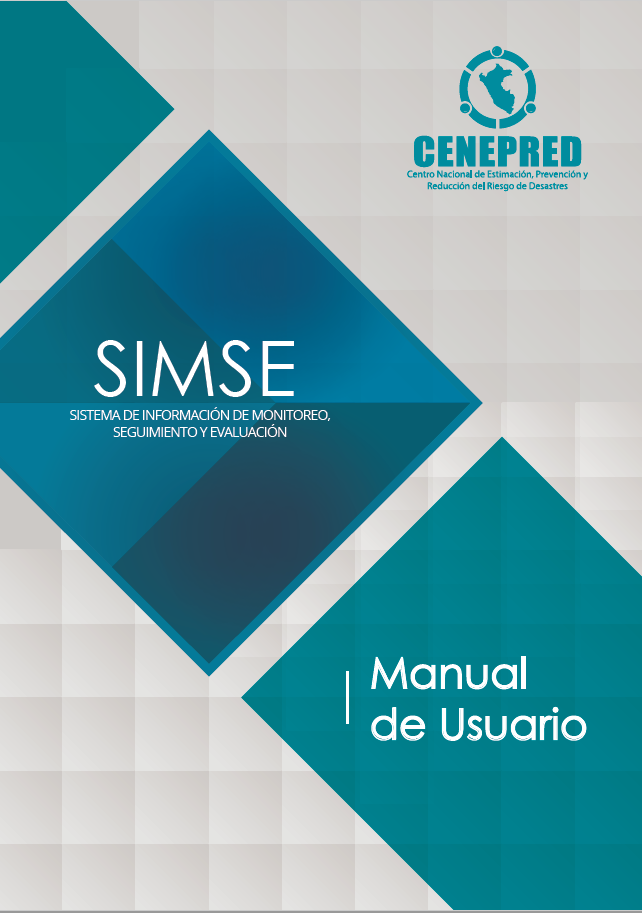 CENEPRED
Centro Nacional de Estimación, Prevención y
Reducción del Riesgo de Desastres
SIMSE
SISTEMA DE INFORMACIÓN DE MONITOREO,
SEGUIMIENTO Y EVALUACIÓN
Manual
de Usuario